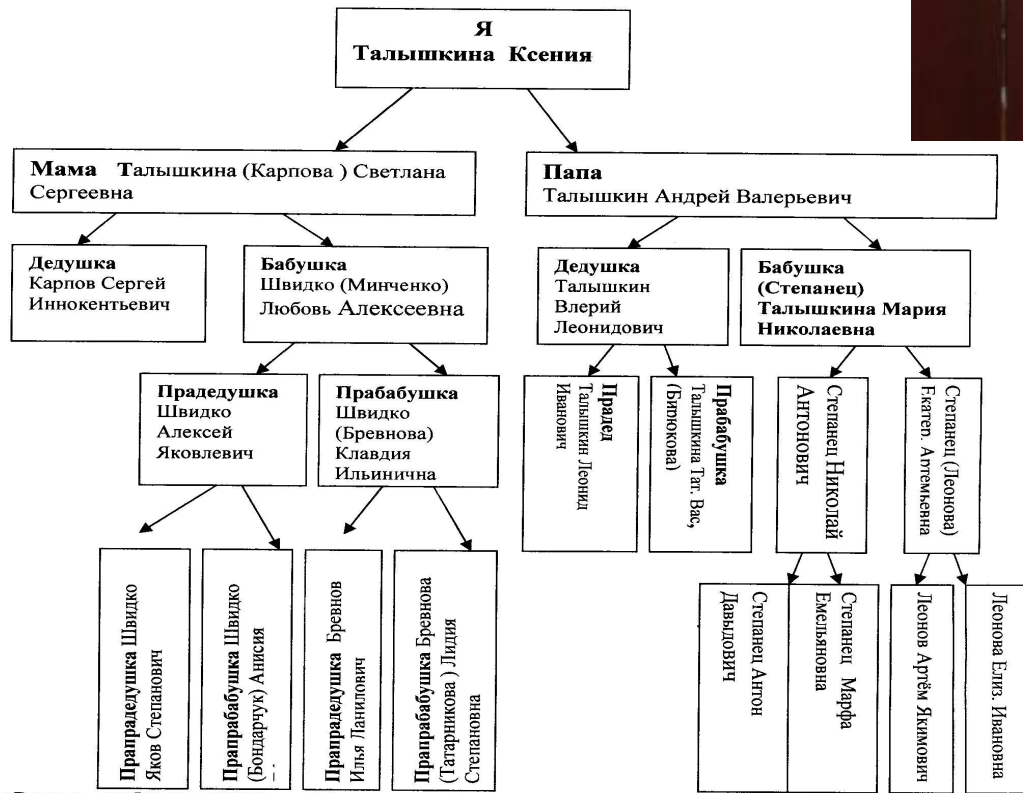 Я
Талышкина Ксения
Мама Талышкина (Карпова ) Светлана
Сергеевна
Папа
Талышкин Андрей Валерьевич
Дедушка
Карпов Сергей
Иннокентьевич
Бабушка
Швидко (Минченко)
Любовь Алексеевна
Дедушка
Талышкин
Влерий
Леонидович
Бабушка
(Степанец)
Талышкина Мария
Николаевна
Прадедушка
Швидко
Алексей
Яковлевич
Прабабушка
Швидко
(Бревнова)
Клавдия
Ильинична
Прадед
Талышкин Леонид
Иванович
Прабабушка
Талышкина Тат. Вас,
(Бирюкова)
Степанец Николай
Антонович
Степанец (Леонова)
Екатер. Артемьевна
Прапрадедушка Швидко
Яков Степанович
Прапрабабушка Швидко
(Бондарчук) Анисия
Прапрадедушка Бревнов
Илья Ланилович
Прапрабабушка Бревнова
(Татарникова ) Лидия
Степановна
Степанец Антон
Давыдович
Степанец Марфа
Емельяновна
Леонов Артём Якимович
Леонова Елиз. Ивановна